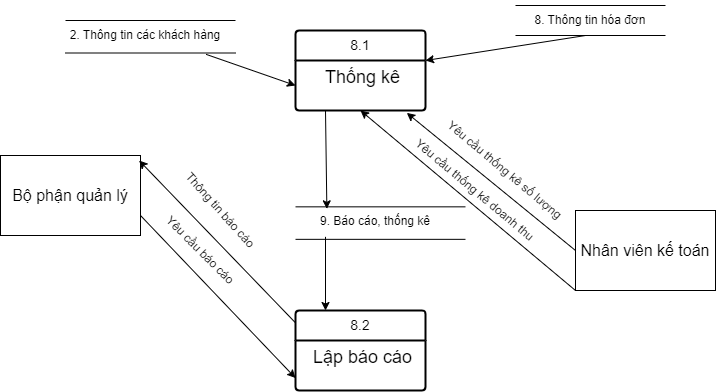 2. Thông tin các khách hàng
8. Thông tin hóa đơn
8.1
Thống kê
Yêu cầu thống kê số lượng
Yêu cầu thống kê doanh thu
Bộ phận quản lý
Thông tin báo cáo
Yêu cầu báo cáo
9. Báo cáo, thống kê
Nhân viên kế toán
8.2
Lập báo cáo